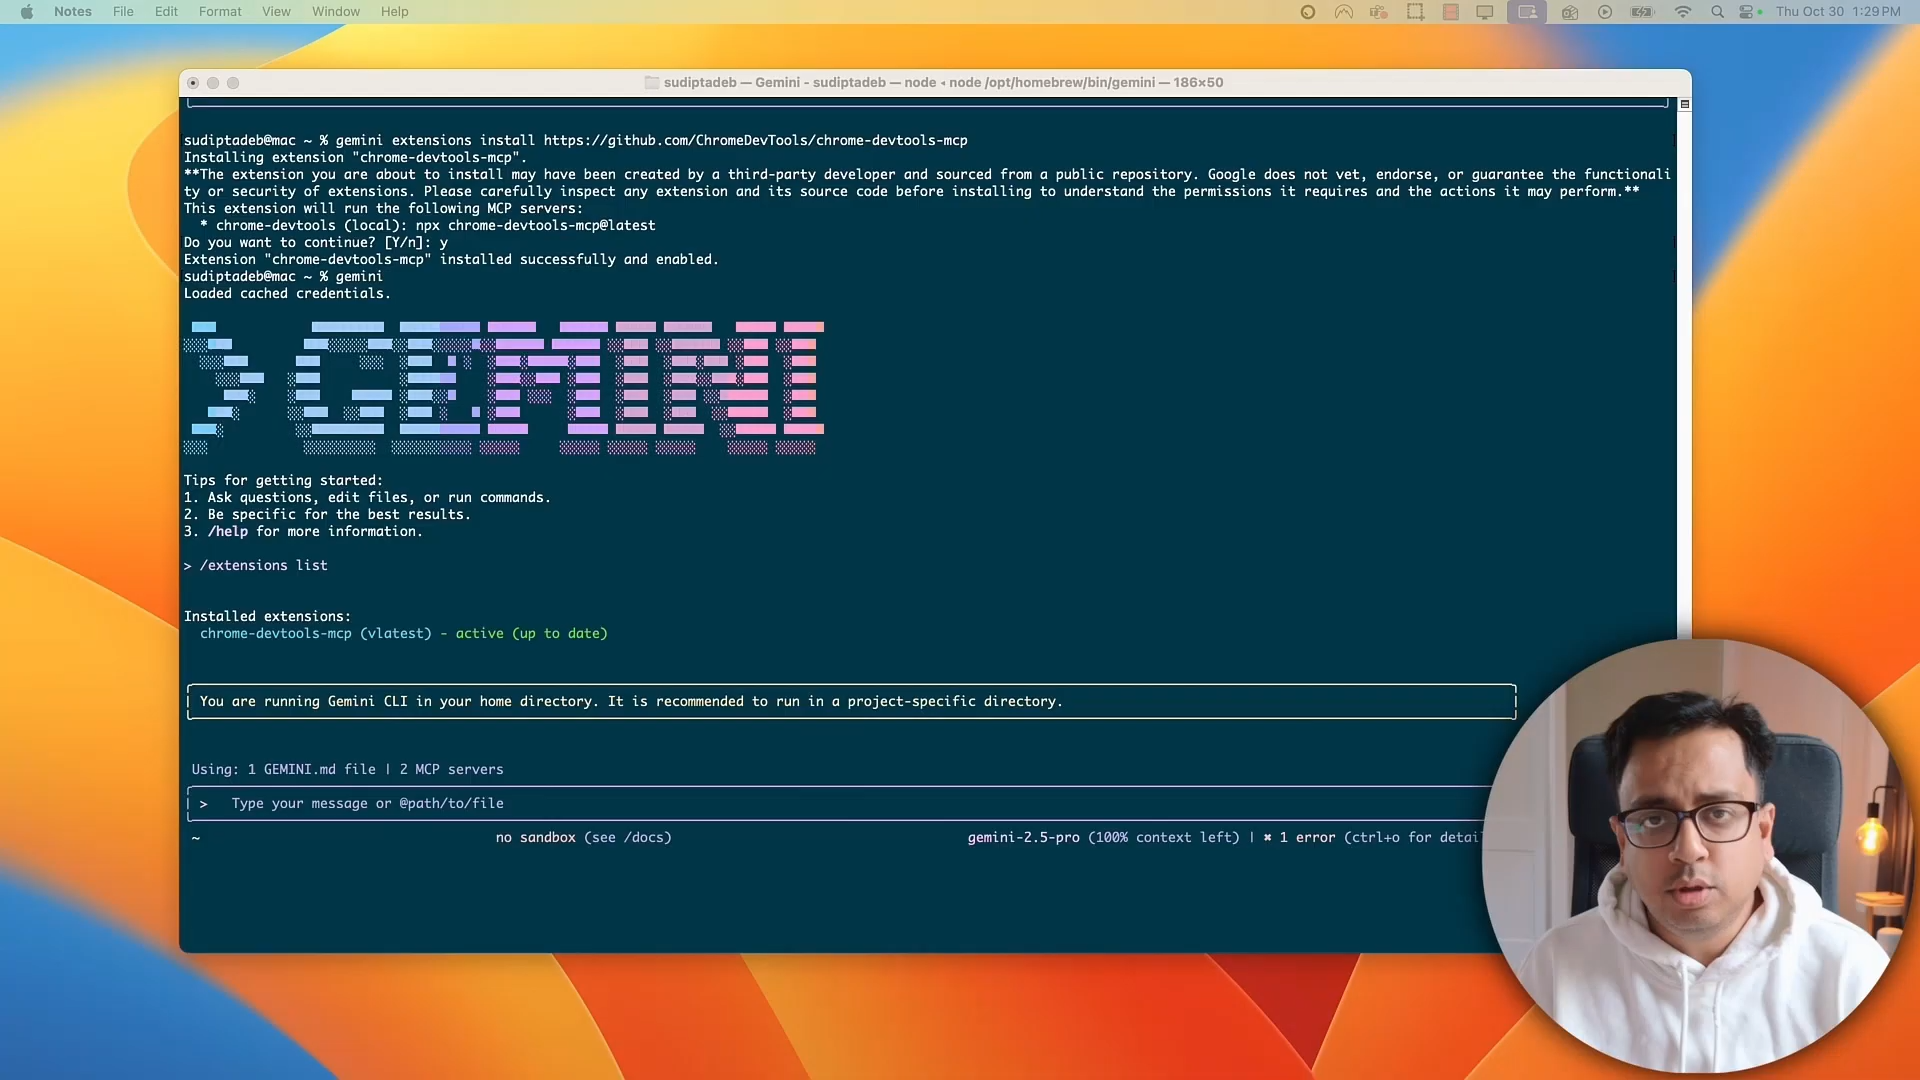 Notes File Edit Format View Window Help
Thu Oct 30 1:29 PM
sudiptadeb — Gemini - sudiptadeb — node ◂ node /opt/homebrew/bin/gemini — 186×50
sudiptadeb@mac ~ % gemini extensions install https://github.com/ChromeDevTools/chrome-devtools-mcp
Installing extension "chrome-devtools-mcp".
**The extension you are about to install may have been created by a third-party developer and sourced from a public repository. Google does not vet, endorse, or guarantee the functionali
ty or security of extensions. Please carefully inspect any extension and its source code before installing to understand the permissions it requires and the actions it may perform.**
This extension will run the following MCP servers:
* chrome-devtools (local): npx chrome-devtools-mcp@latest
Do you want to continue? [Y/n]: y
Extension "chrome-devtools-mcp" installed successfully and enabled.
sudiptadeb@mac ~ % gemini
Loaded cached credentials.
> GEMINI
Tips for getting started:
1. Ask questions, edit files, or run commands.
2. Be specific for the best results.
3. /help for more information.
> /extensions list
Installed extensions:
chrome-devtools-mcp (vlatest) - active (up to date)
You are running Gemini CLI in your home directory. It is recommended to run in a project-specific directory.
Using: 1 GEMINI.md file | 2 MCP servers
> Type your message or @path/to/file
~ no sandbox (see /docs) gemini-2.5-pro (100% context left) | ✖ 1 error (ctrl+o for detai